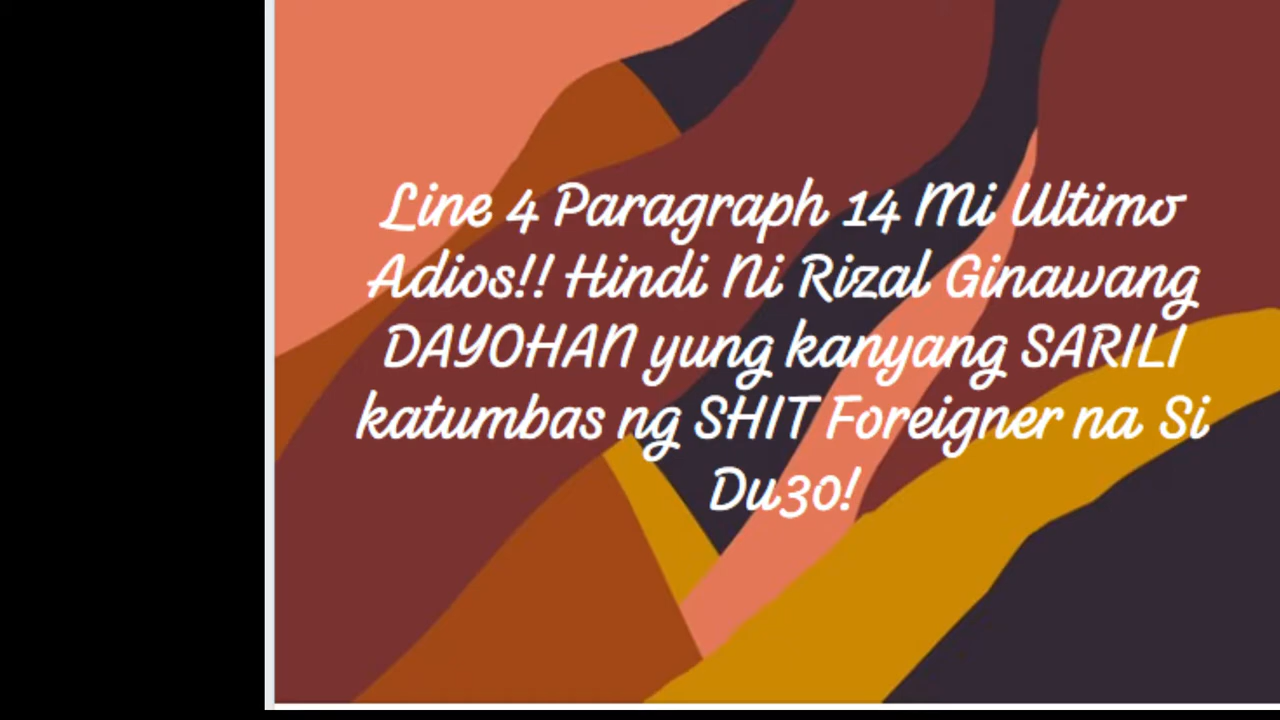 Line 4 Paragraph 14 Mi Ultimo
Adios!! Hindi Ni Rizal Ginawang
DAYOHAN yung kanyang SARILI
katumbas ng SHIT Foreigner na Si
Du30!